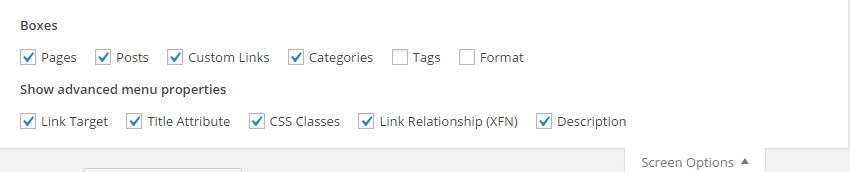 Boxes
Pages Posts Custom Links Categories Tags Format
Show advanced menu properties
Link Target Title Attribute CSS Classes Link Relationship (XFN) Description
Screen Options